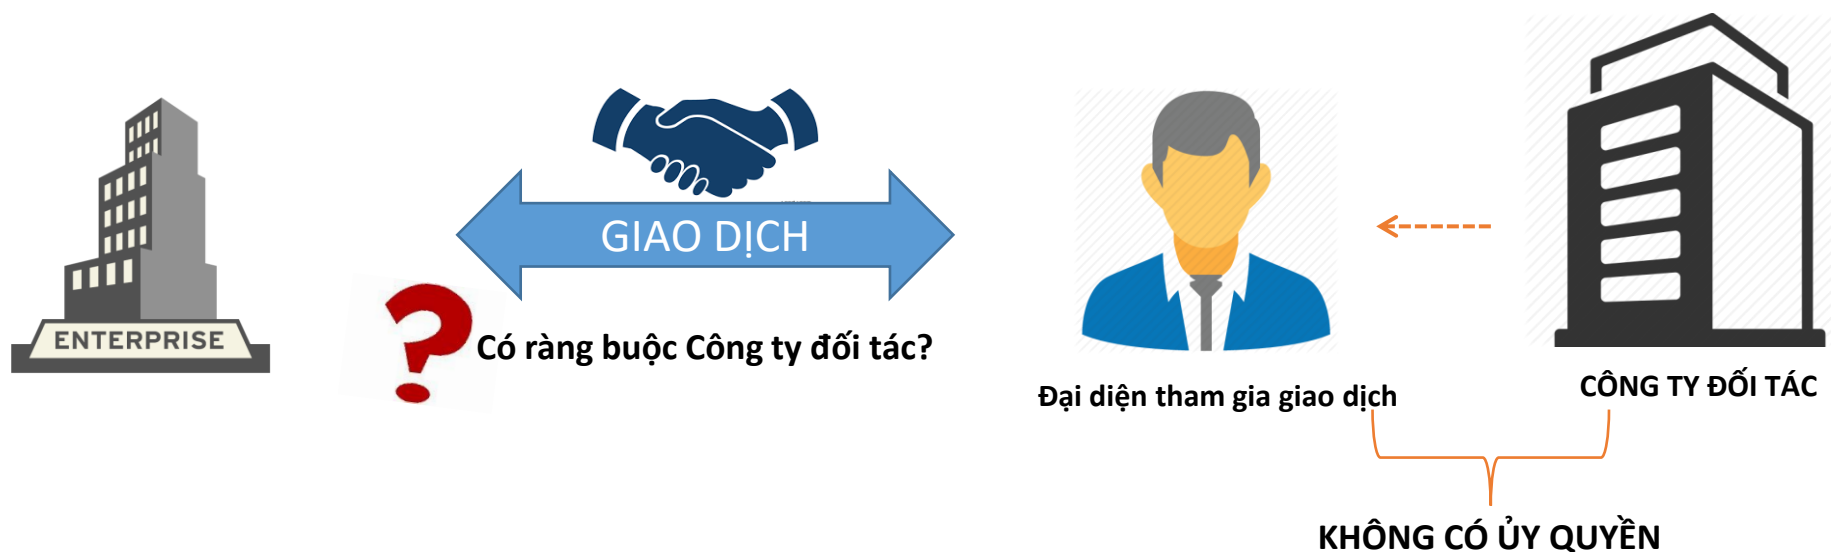 GIAO DỊCH
ENTERPRISE
Có ràng buộc Công ty đối tác?
Đại diện tham gia giao dịch
CÔNG TY ĐỐI TÁC
KHÔNG CÓ ỦY QUYỀN